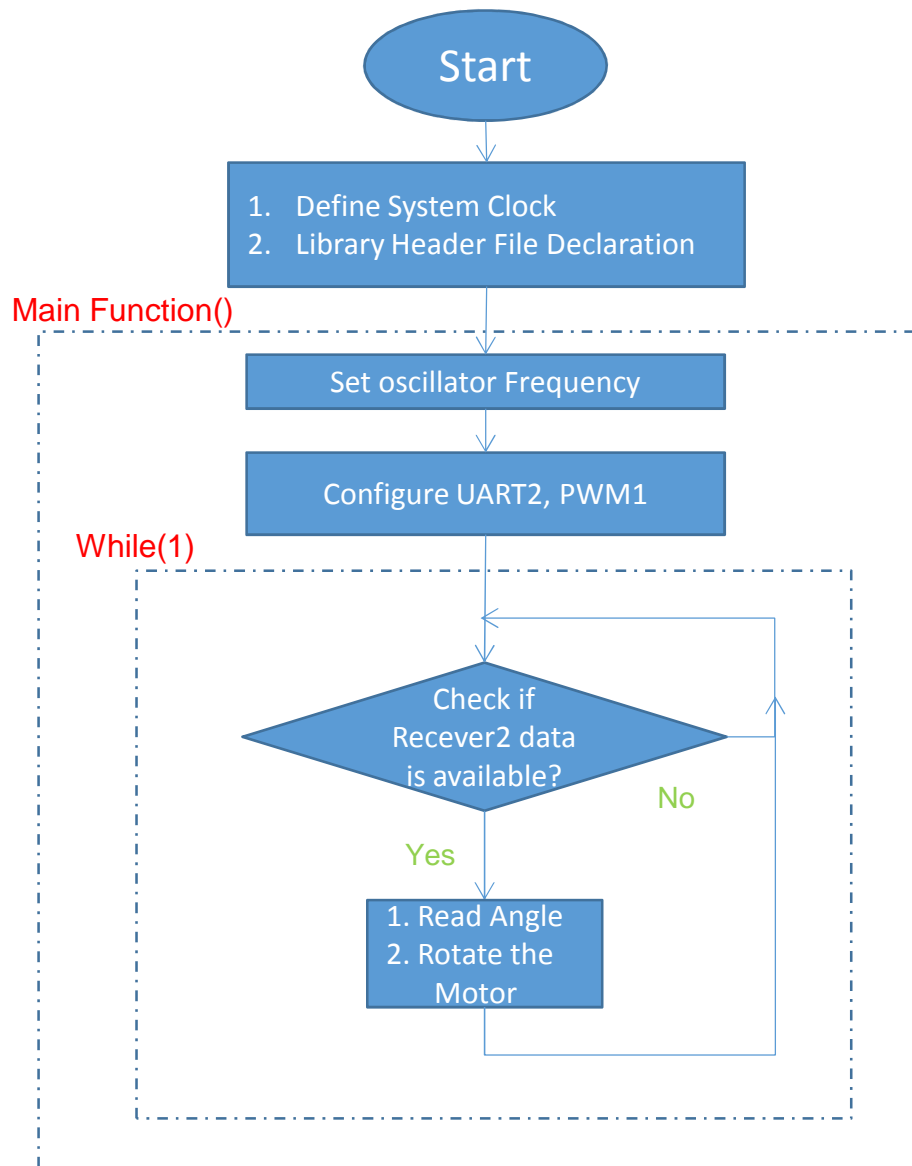 Start
1. Define System Clock
2. Library Header File Declaration
Main Function()
Set oscillator Frequency
Configure UART2, PWM1
While(1)
Check if
Recever2 data
is available?
No
Yes
1. Read Angle
2. Rotate the
Motor